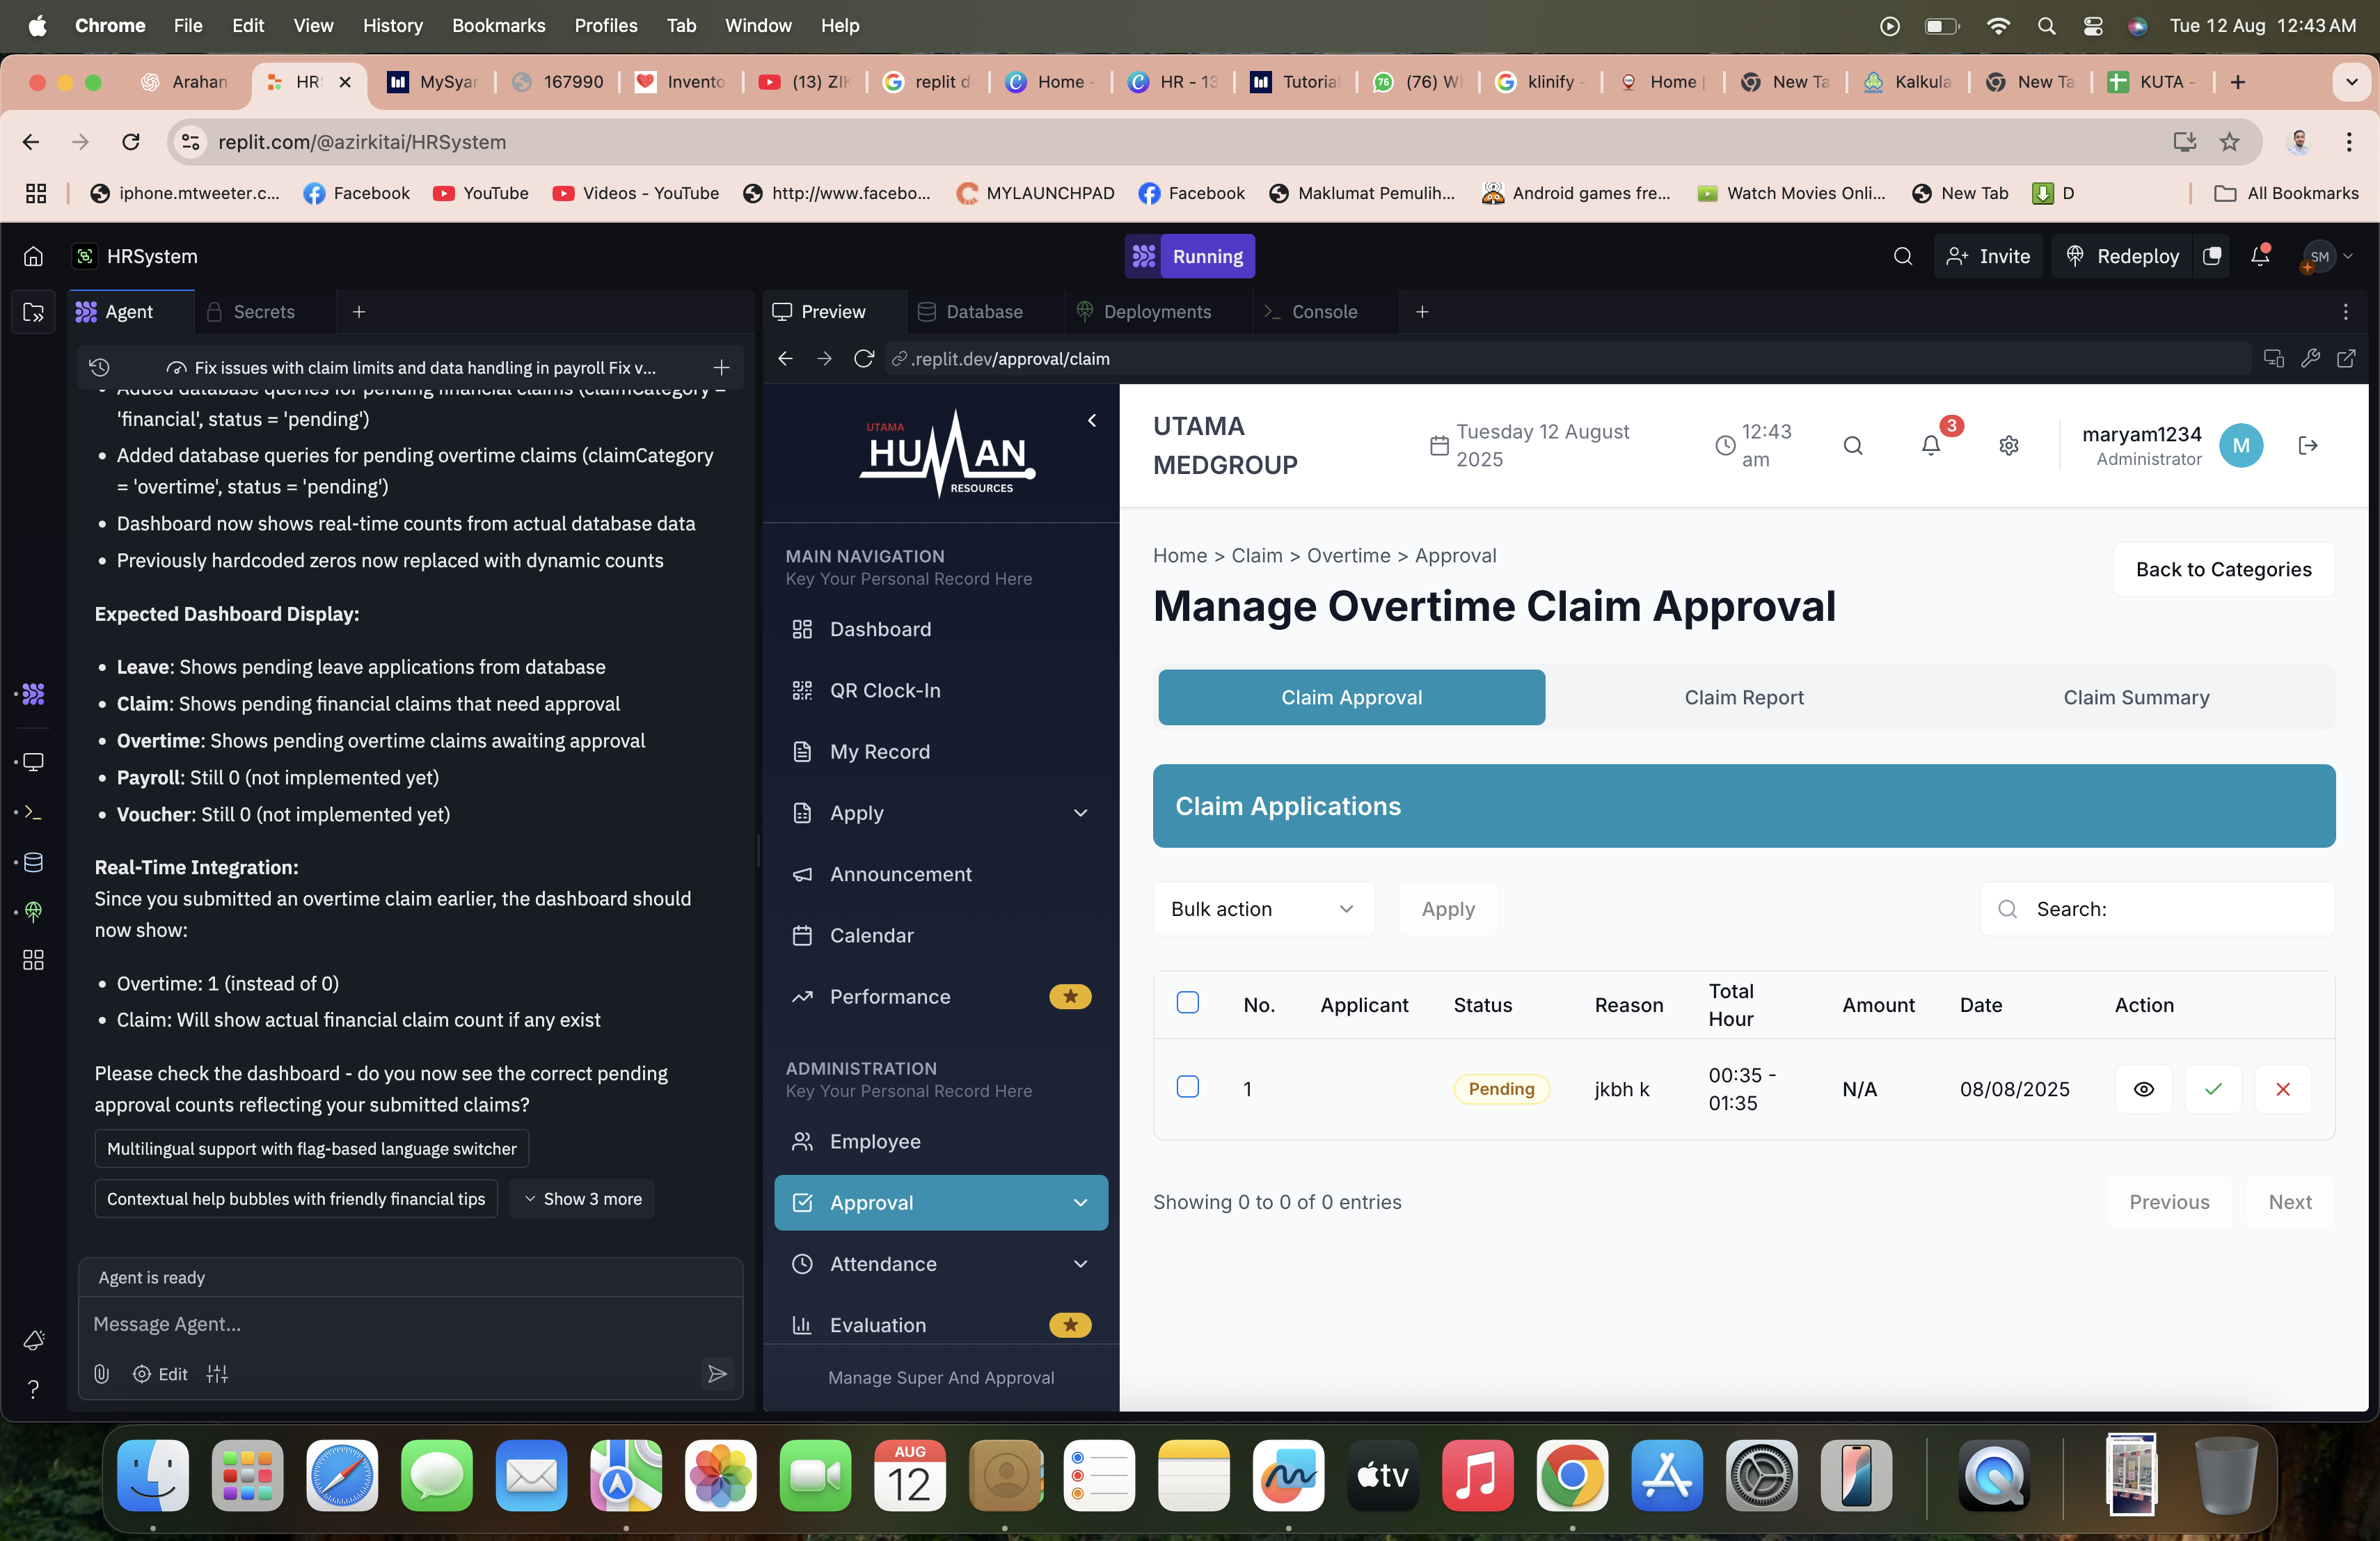 Chrome File Edit View History Bookmarks Profiles Tab Window Help Tue 12 Aug 12:43 AM
Arahan HR MySyar 167990 Invento (13) ZIK replit d Home - HR - 13 Tutorial (76) W klinify - Home | New Ta Kalkula New Ta KUTA -
replit.com/@azirkitai/HRSystem
iphone.mtweeter.c... Facebook YouTube Videos - YouTube http://www.facebo... MYLAUNCHPAD Facebook Maklumat Pemulih... Android games fre... Watch Movies Onli... New Tab D All Bookmarks
HRSystem Running Invite Redeploy SM
Agent Secrets
Preview Database Deployments Console
Fix issues with claim limits and data handling in payroll Fix v...
.replit.dev/approval/claim
• Added database queries for pending financial claims (claimCategory =
'financial', status = 'pending')
• Added database queries for pending overtime claims (claimCategory
= 'overtime', status = 'pending')
• Dashboard now shows real-time counts from actual database data
• Previously hardcoded zeros now replaced with dynamic counts
Expected Dashboard Display:
• Leave: Shows pending leave applications from database
• Claim: Shows pending financial claims that need approval
• Overtime: Shows pending overtime claims awaiting approval
• Payroll: Still 0 (not implemented yet)
• Voucher: Still 0 (not implemented yet)
Real-Time Integration:
Since you submitted an overtime claim earlier, the dashboard should
now show:
• Overtime: 1 (instead of 0)
• Claim: Will show actual financial claim count if any exist
Please check the dashboard - do you now see the correct pending
approval counts reflecting your submitted claims?
Multilingual support with flag-based language switcher
Contextual help bubbles with friendly financial tips Show 3 more
Agent is ready
Message Agent...
Edit
UTAMA
HUMAN
RESOURCES
MAIN NAVIGATION
Key Your Personal Record Here
Dashboard
QR Clock-In
My Record
Apply
Announcement
Calendar
Performance
ADMINISTRATION
Key Your Personal Record Here
Employee
Approval
Attendance
Evaluation
Manage Super And Approval
UTAMA
MEDGROUP
Tuesday 12 August
2025
12:43
am
3
maryam1234
Administrator
M
Home > Claim > Overtime > Approval
Back to Categories
Manage Overtime Claim Approval
Claim Approval Claim Report Claim Summary
Claim Applications
Bulk action Apply Search:
No. Applicant Status Reason Total Hour Amount Date Action
1 Pending jkbh k 00:35 - 01:35 N/A 08/08/2025
Showing 0 to 0 of 0 entries
Previous Next
AUG
12
tv